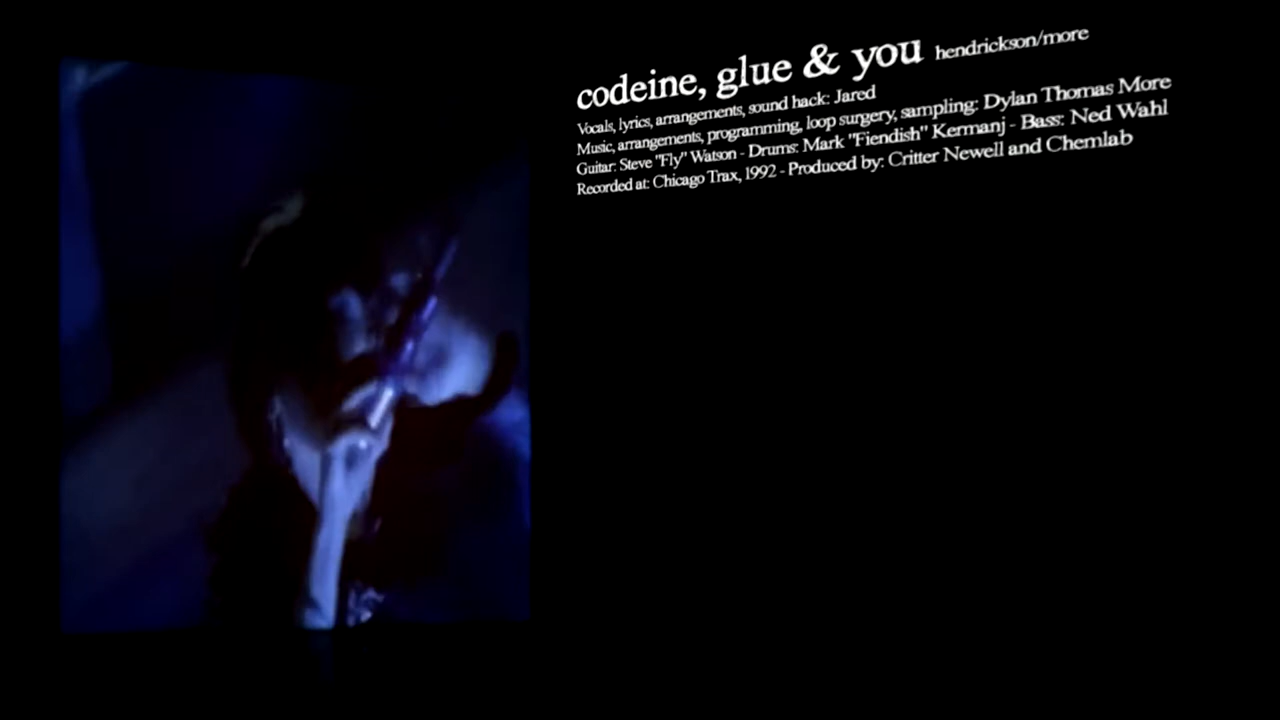 codeine, glue & you hendrickson/more
Vocals, lyrics, arrangements, sound hack: Jared
Music, arrangements, programming, loop surgery, sampling: Dylan Thomas More
Guitar: Steve "Fly" Watson - Drums: Mark "Fiendish" Kermanj - Bass: Ned Wahl
Recorded at: Chicago Trax, 1992 - Produced by: Critter Newell and Chemlab